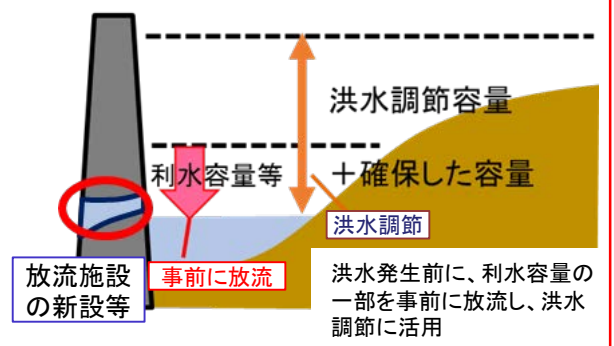 洪水調節容量
利水容量等
＋確保した容量
洪水調節
放流施設
の新設等
事前に放流
洪水発生前に、利水容量の
一部を事前に放流し、洪水
調節に活用